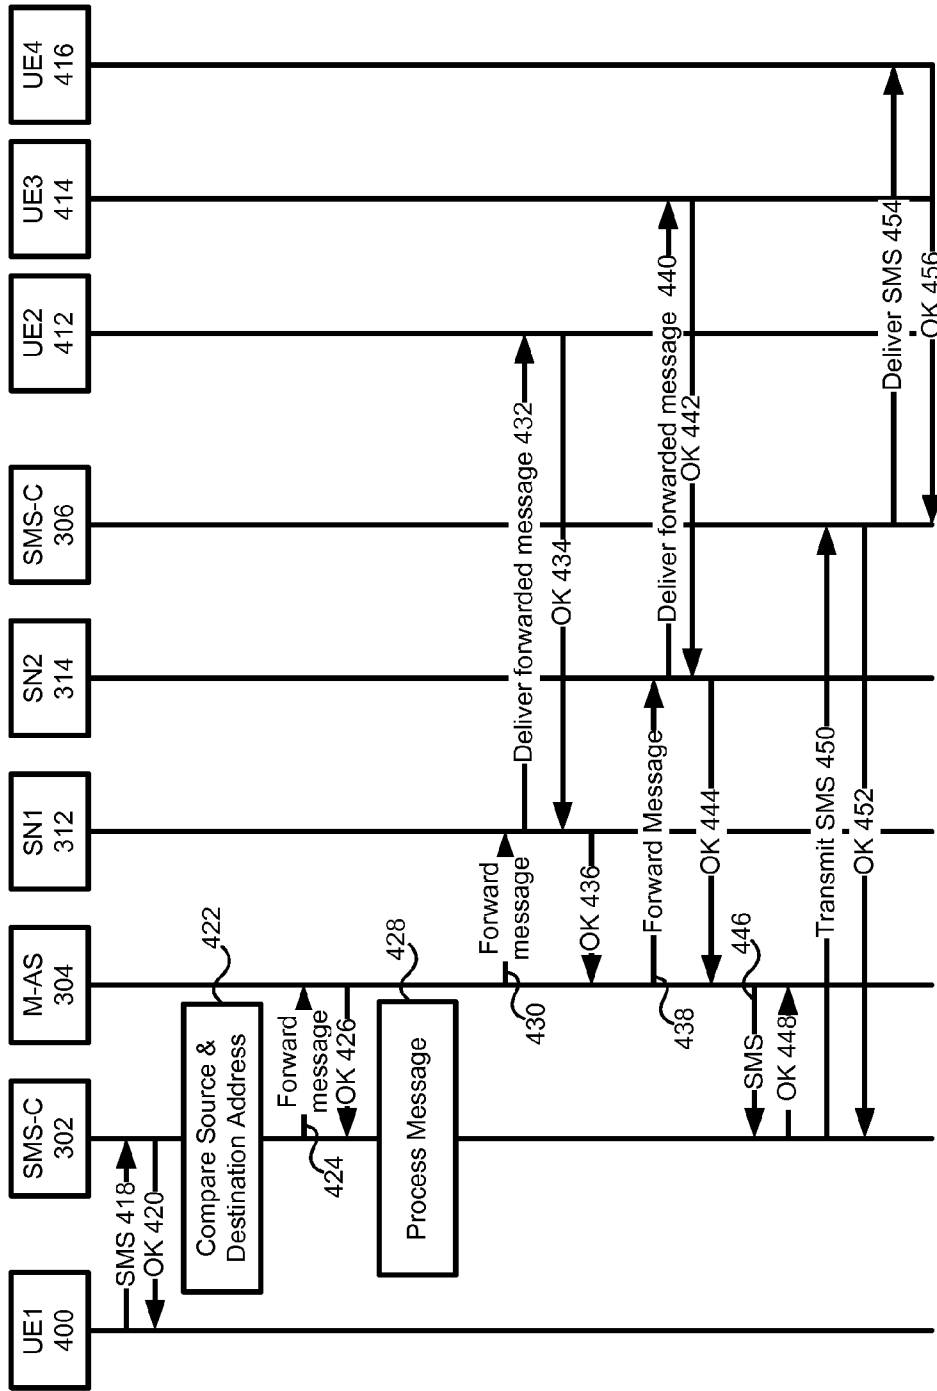 UE1
400
SMS-C
302
M-AS
304
SN1
312
SN2
314
SMS-C
306
UE2
412
UE3
414
UE4
416
SMS 418
OK 420
Compare Source &
Destination Address
422
Forward
message
424
OK 426
Process Message
428
Forward
message
430
Deliver forwarded message 432
OK 434
OK 436
Forward Message
438
Deliver forwarded message 440
OK 442
OK 444
SMS
446
OK 448
Transmit SMS 450
OK 452
Deliver SMS 454
OK 456